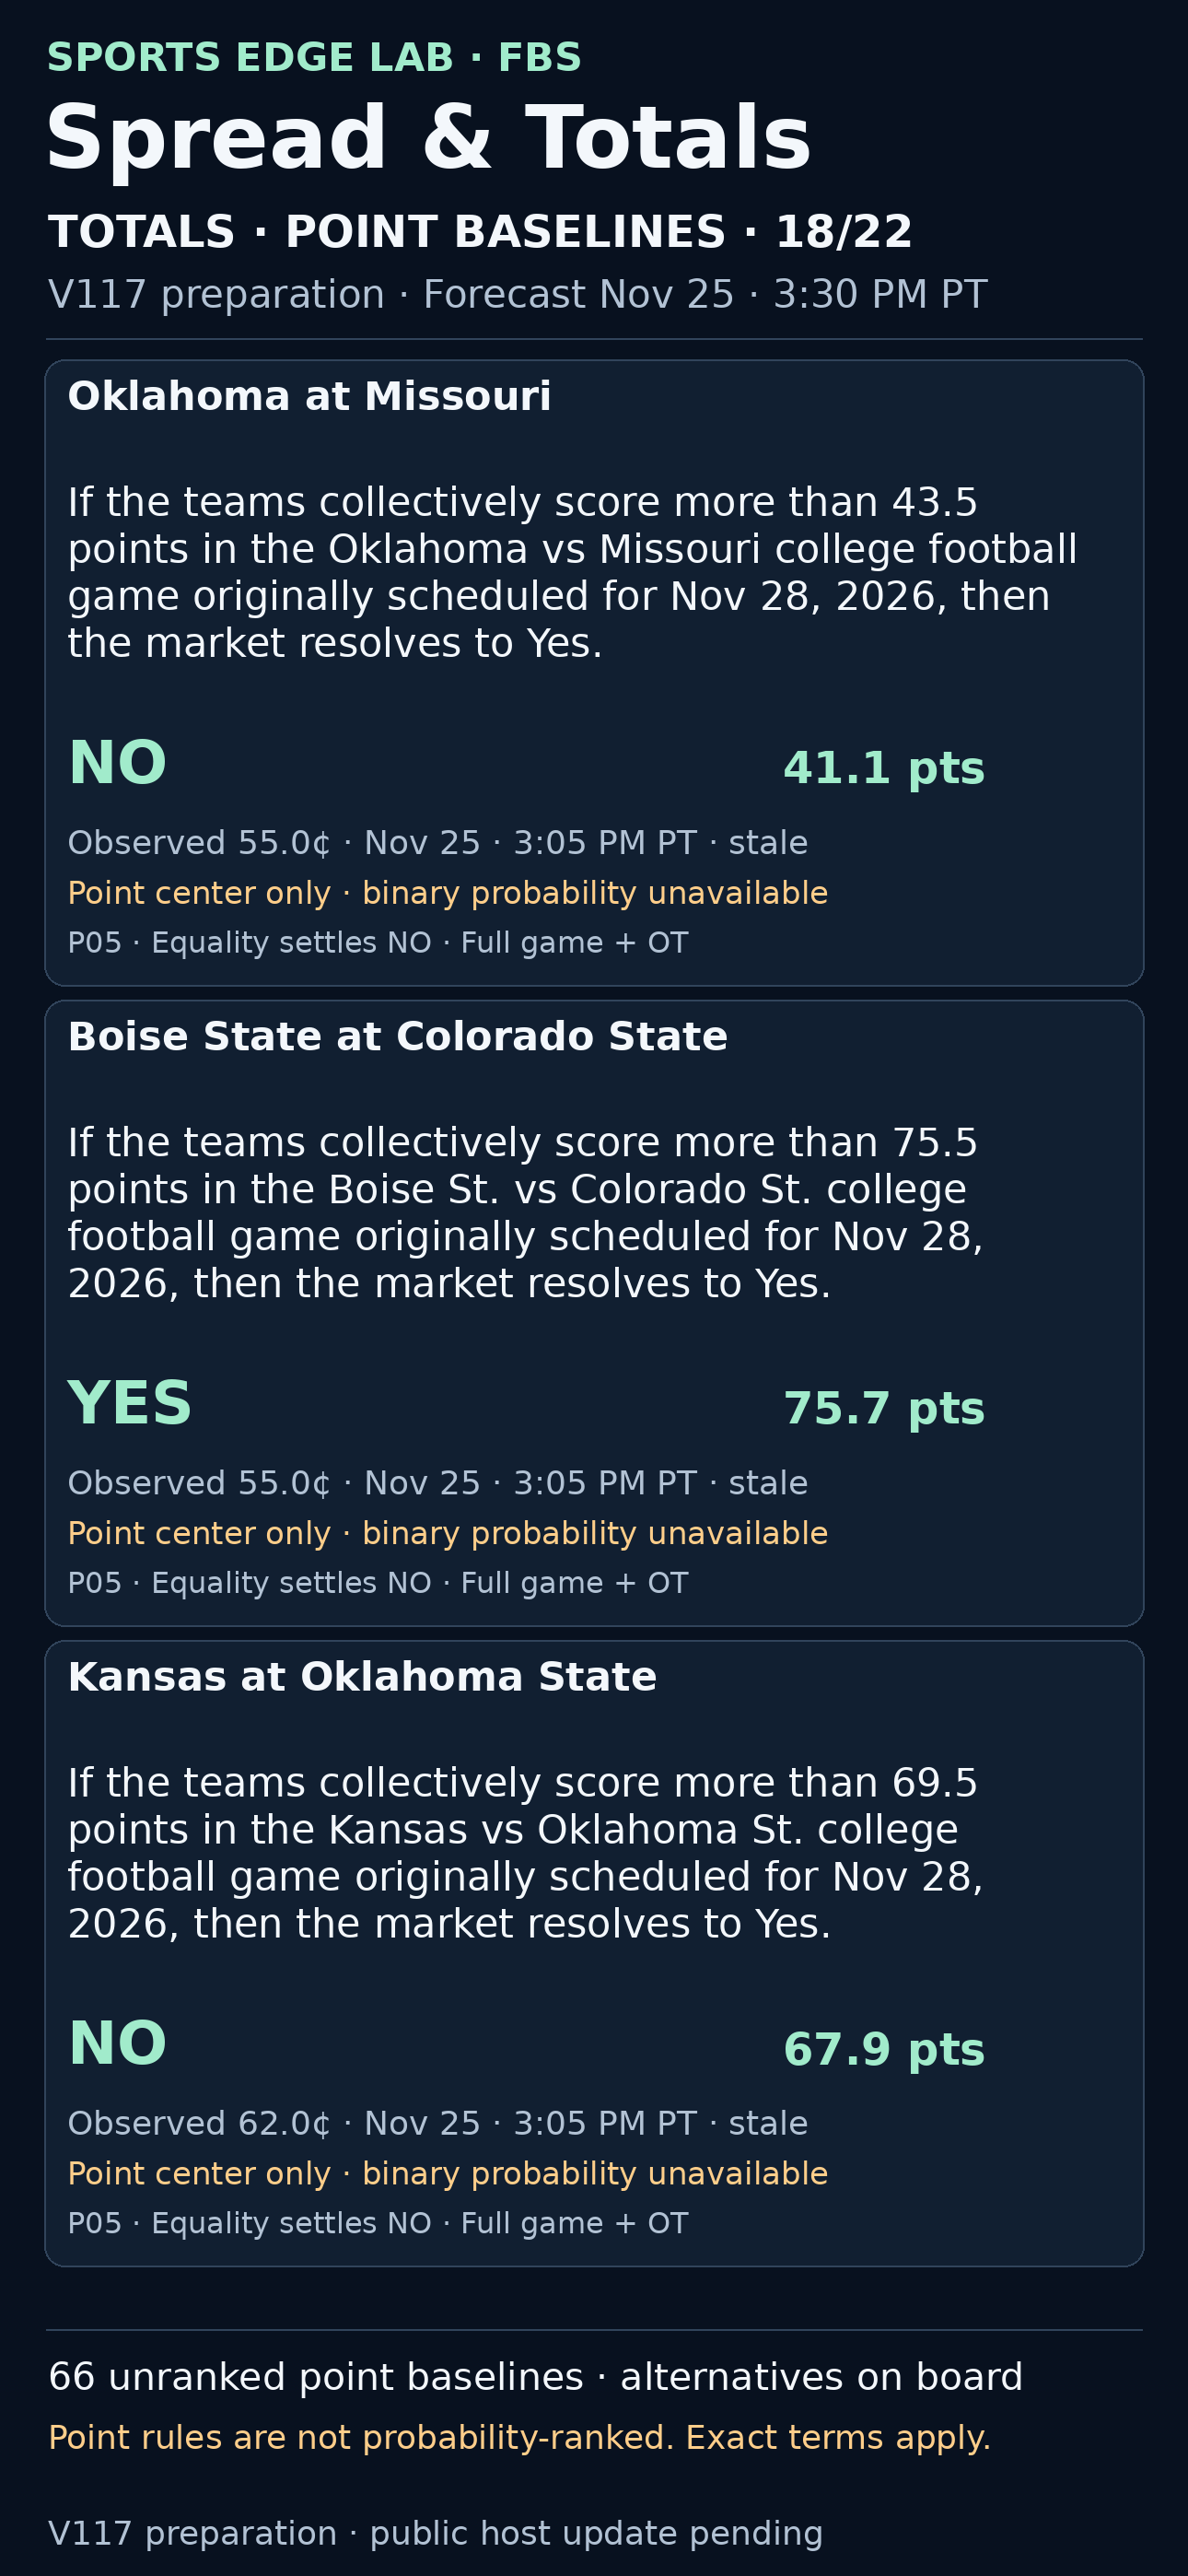 SPORTS EDGE LAB · FBS
Spread & Totals
TOTALS · POINT BASELINES · 18/22
V117 preparation · Forecast Nov 25 · 3:30 PM PT
Oklahoma at Missouri
If the teams collectively score more than 43.5
points in the Oklahoma vs Missouri college football
game originally scheduled for Nov 28, 2026, then
the market resolves to Yes.
NO
41.1 pts
Observed 55.0¢ · Nov 25 · 3:05 PM PT · stale
Point center only · binary probability unavailable
P05 · Equality settles NO · Full game + OT
Boise State at Colorado State
If the teams collectively score more than 75.5
points in the Boise St. vs Colorado St. college
football game originally scheduled for Nov 28,
2026, then the market resolves to Yes.
YES
75.7 pts
Observed 55.0¢ · Nov 25 · 3:05 PM PT · stale
Point center only · binary probability unavailable
P05 · Equality settles NO · Full game + OT
Kansas at Oklahoma State
If the teams collectively score more than 69.5
points in the Kansas vs Oklahoma St. college
football game originally scheduled for Nov 28,
2026, then the market resolves to Yes.
NO
67.9 pts
Observed 62.0¢ · Nov 25 · 3:05 PM PT · stale
Point center only · binary probability unavailable
P05 · Equality settles NO · Full game + OT
66 unranked point baselines · alternatives on board
Point rules are not probability-ranked. Exact terms apply.
V117 preparation · public host update pending